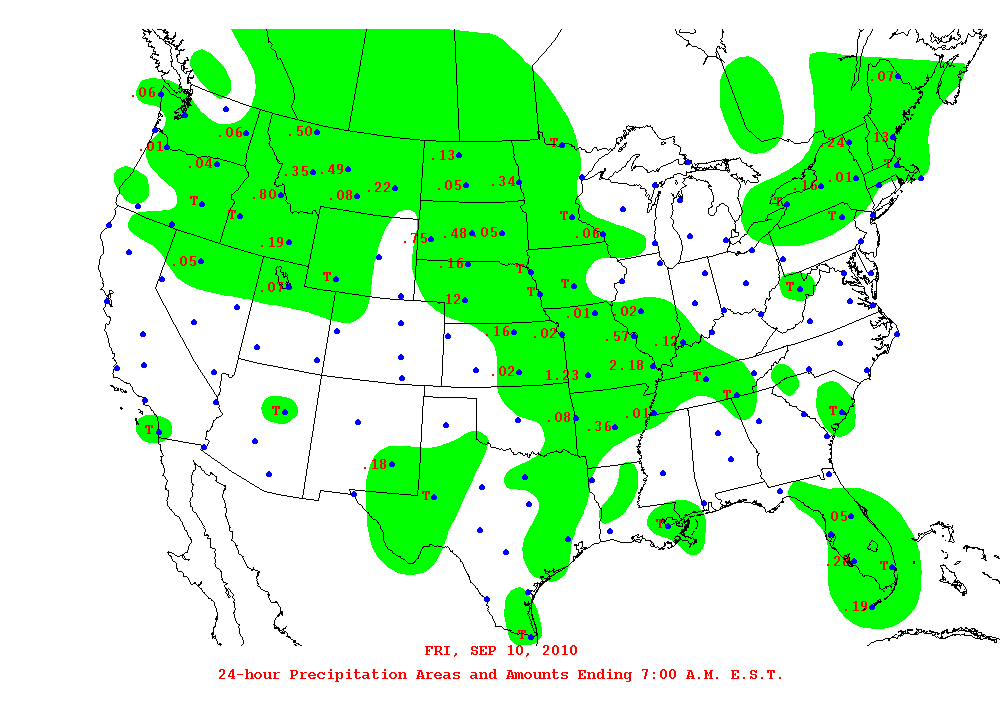 .07
.06
.06 .50 .13 .24
.01 .13 T
.04 .35 .49 .05 .34 .16 .01 T
.80 .08 .22
T T T T T
.19 .75 .48 .05 .06
.05 .16 T
.07 T T T T
.12 .01 .02
.16 .02 .57 .12
.02 1.23 2.18 T
T
T .08 .36 .01 T
T
.18
T
T .05
.28 T
.19
T
FRI, SEP 10, 2010
24-hour Precipitation Areas and Amounts Ending 7:00 A.M. E.S.T.